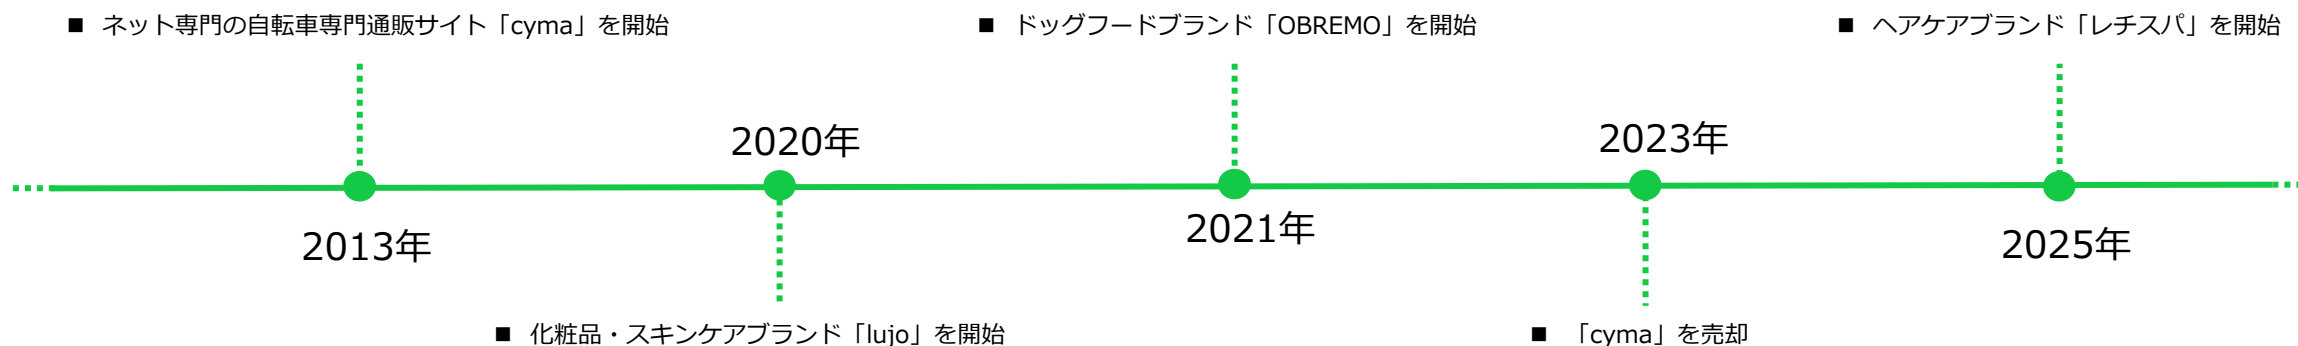 ■ ネット専門の自転車専門通販サイト「cyma」を開始
■ ドッグフードブランド「OBREMO」を開始
■ ヘアケアブランド「レチスパ」を開始
2020年
2023年
2013年
2021年
2025年
■ 化粧品・スキンケアブランド「lujo」を開始
■ 「cyma」を売却